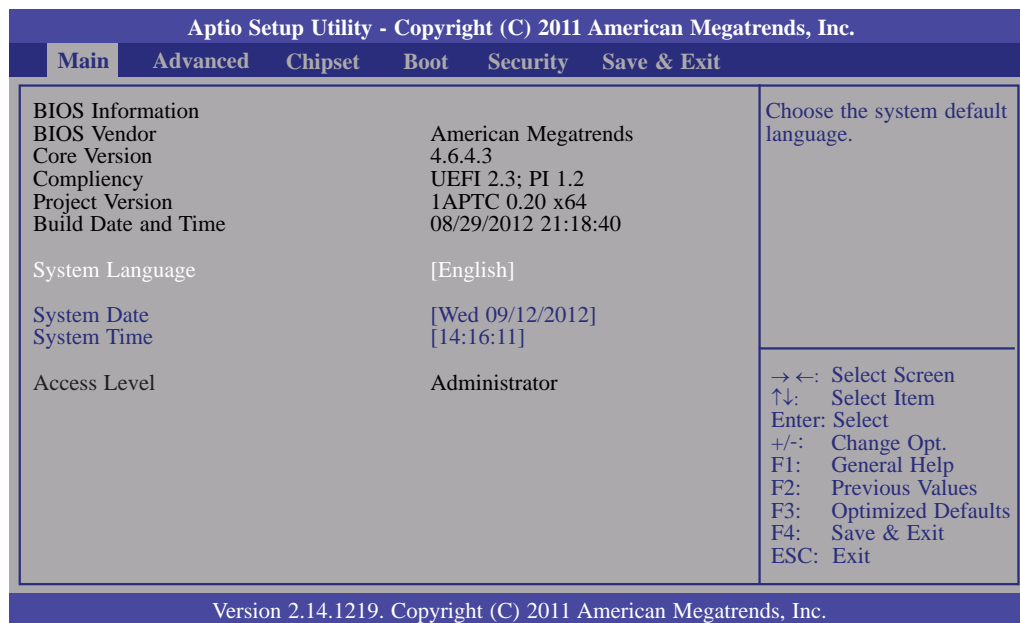 Aptio Setup Utility - Copyright (C) 2011 American Megatrends, Inc.
Main Advanced Chipset Boot Security Save & Exit
BIOS Information
BIOS Vendor American Megatrends
Core Version 4.6.4.3
Compliency UEFI 2.3; PI 1.2
Project Version 1APTC 0.20 x64
Build Date and Time 08/29/2012 21:18:40
System Language [English]
System Date [Wed 09/12/2012]
System Time [14:16:11]
Access Level Administrator
Choose the system default
language.
→ ←: Select Screen
↑↓: Select Item
Enter: Select
+/-: Change Opt.
F1: General Help
F2: Previous Values
F3: Optimized Defaults
F4: Save & Exit
ESC: Exit
Version 2.14.1219. Copyright (C) 2011 American Megatrends, Inc.